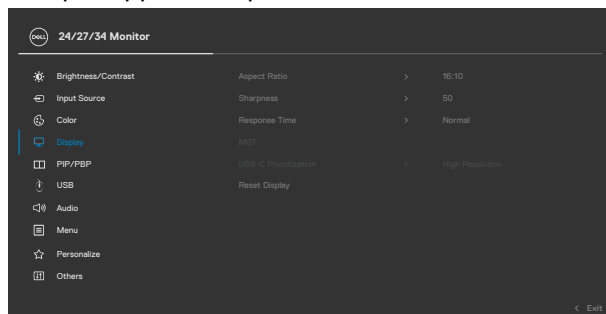 DELL 24/27/34 Monitor
Brightness/Contrast Aspect Ratio > 16:10
Input Source Sharpness > 50
Color Response Time > Normal
Display MST
PIP/PBP USB-C Prioritization > High Resolution
USB Reset Display
Audio
Menu
Personalize
Others
< Exit